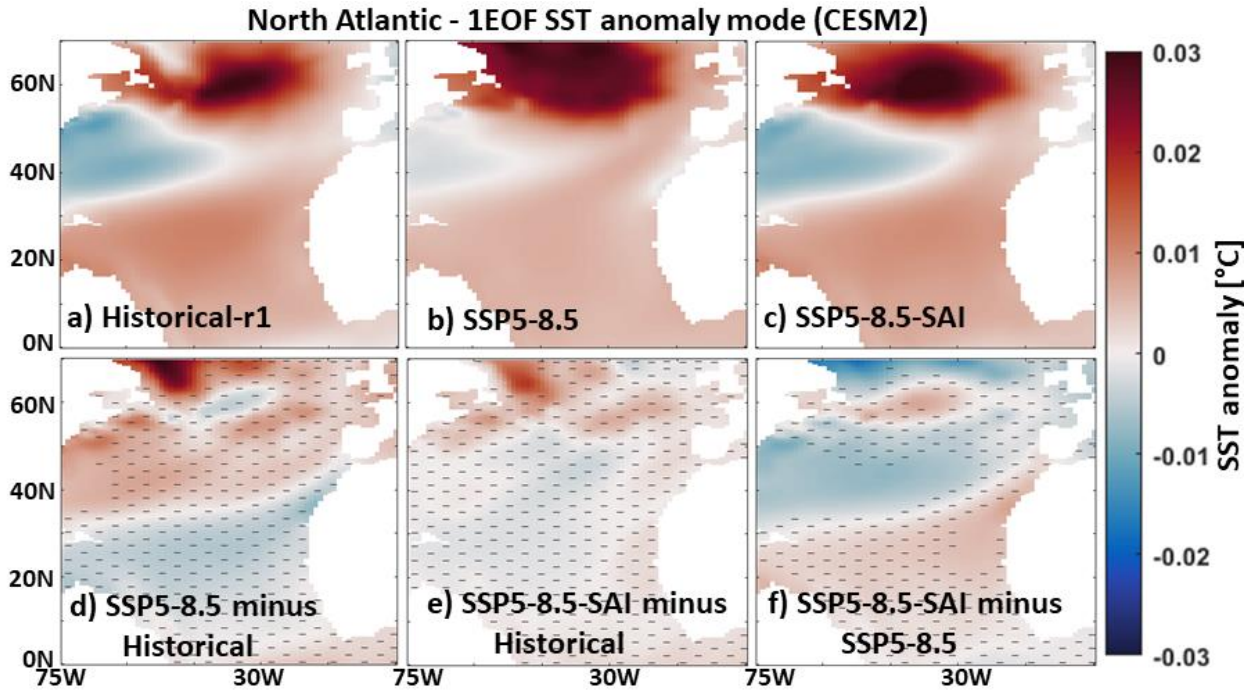 North Atlantic - 1EOF SST anomaly mode (CESM2)
60N
40N
20N
0N
a) Historical-r1
b) SSP5-8.5
c) SSP5-8.5-SAI
0.03
0.02
0.01
0
-0.01
-0.02
-0.03
SST anomaly [°C]
60N
40N
20N
0N
d) SSP5-8.5 minus
Historical
e) SSP5-8.5-SAI minus
Historical
f) SSP5-8.5-SAI minus
SSP5-8.5
75W
30W
75W
30W
75W
30W